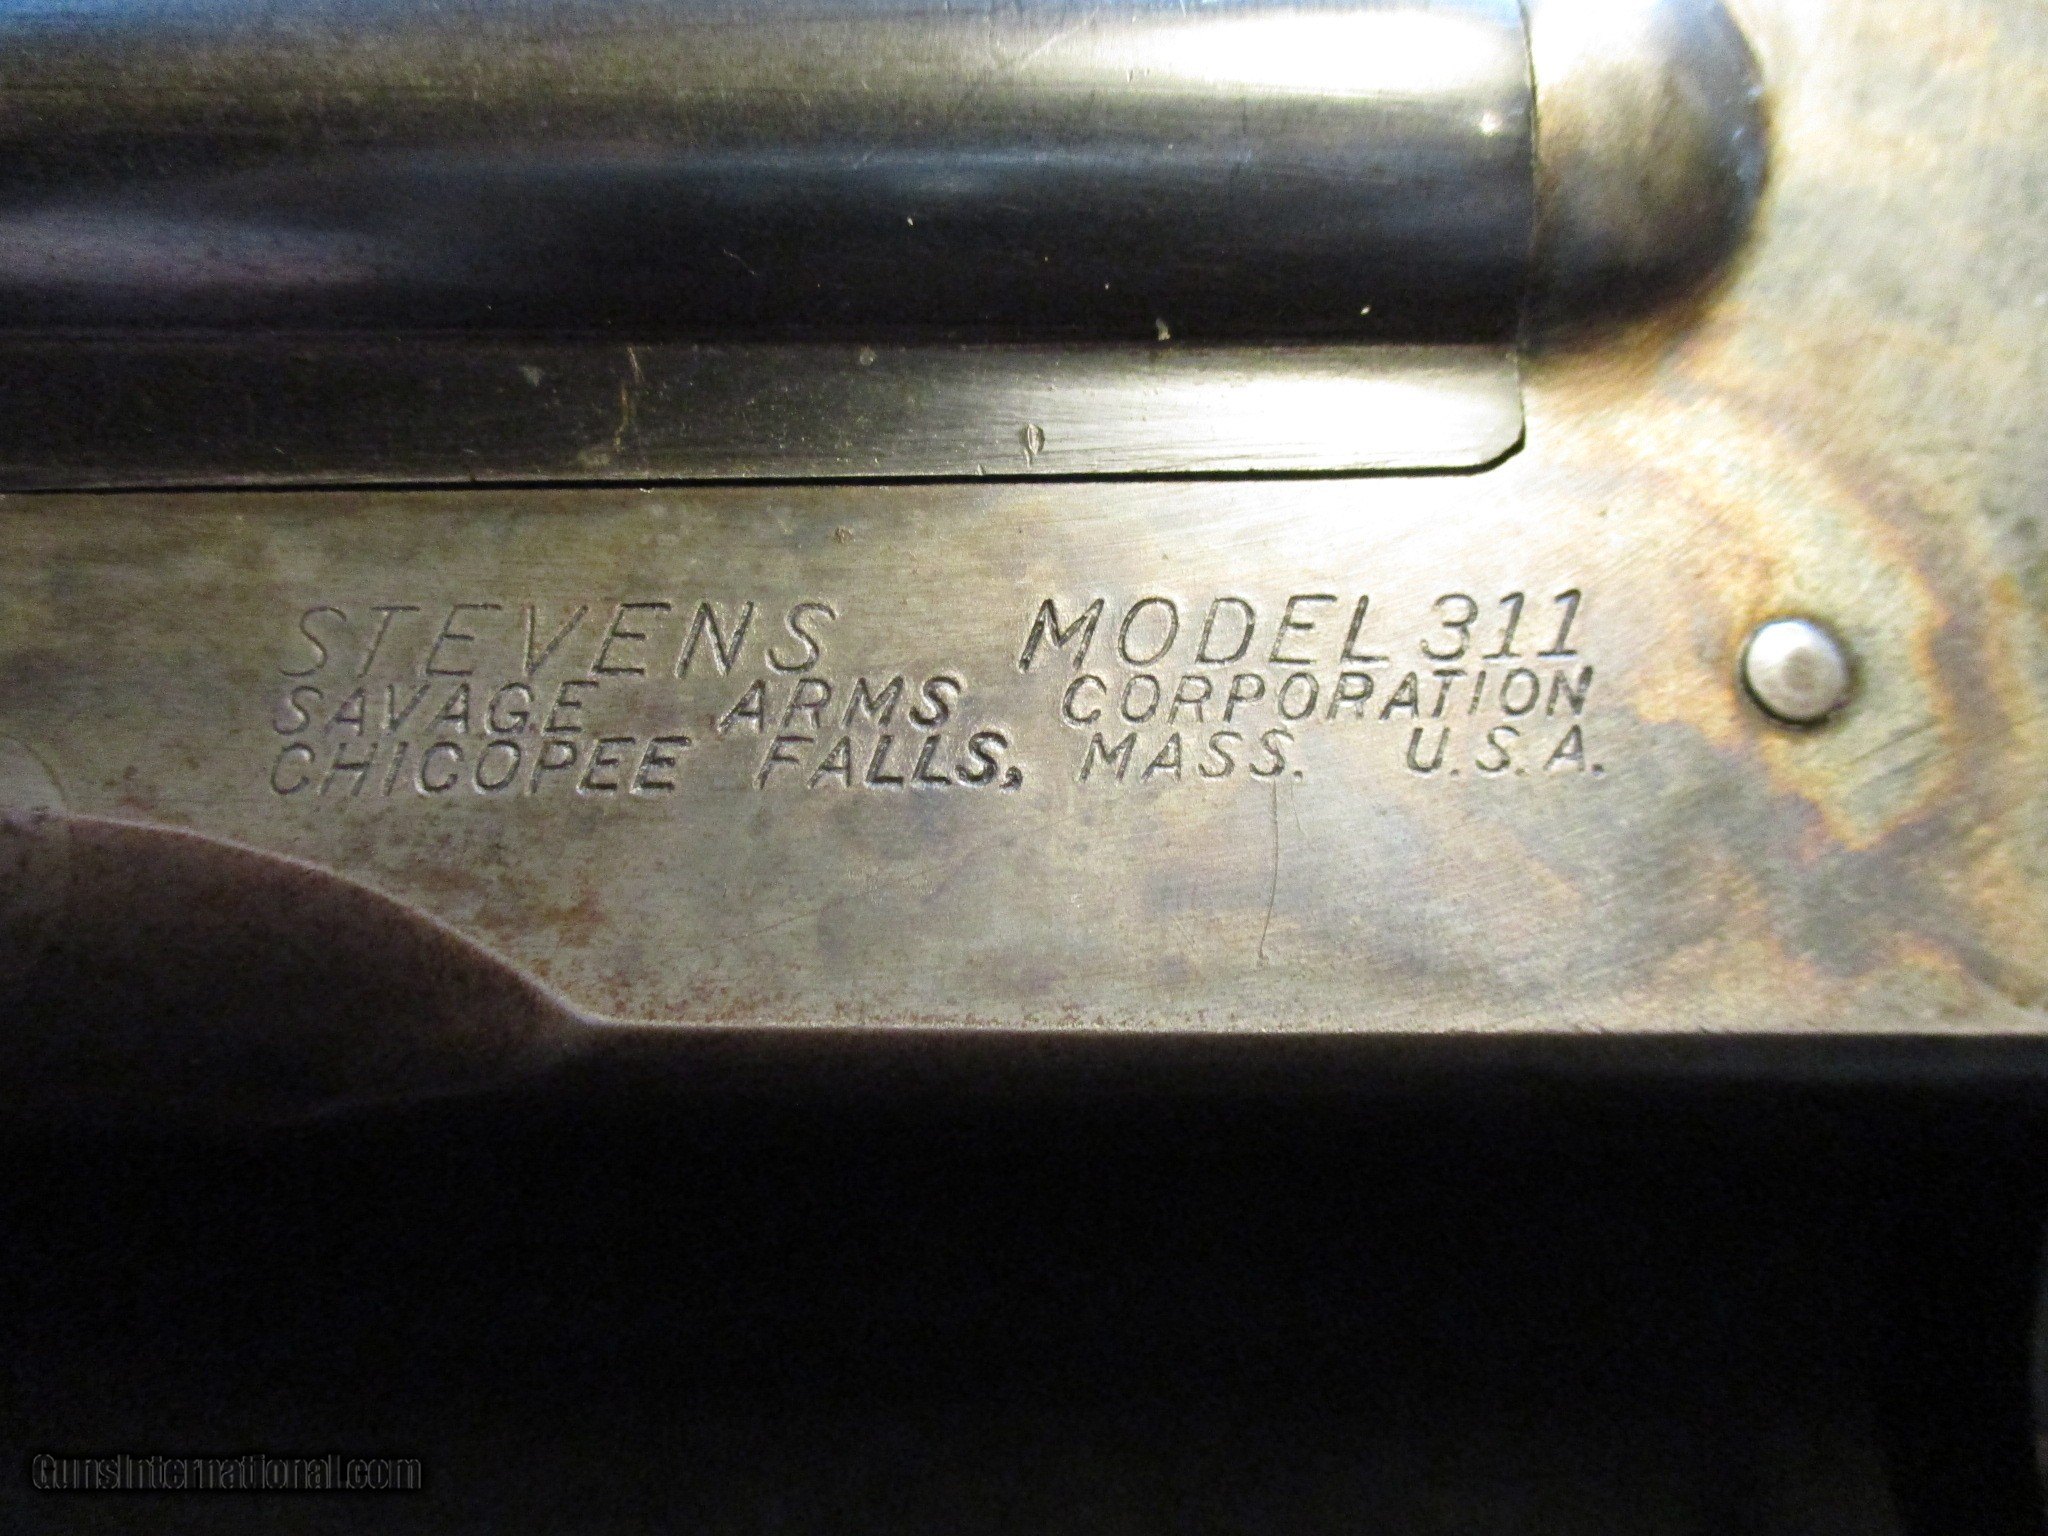 STEVENS MODEL 311
SAVAGE ARMS CORPORATION
CHICOPEE FALLS, MASS. U.S.A.
GunsInternational.com